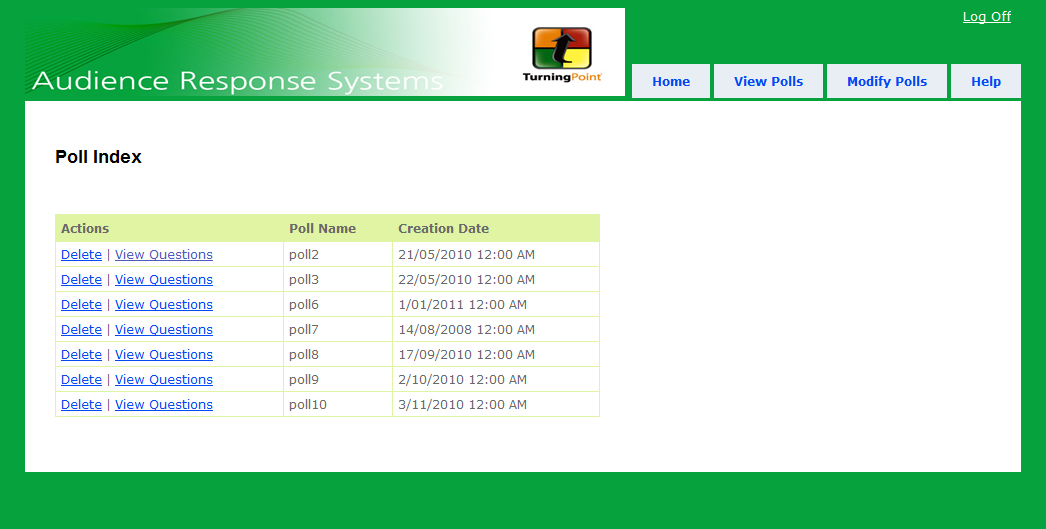 Log Off
Audience Response Systems
TurningPoint
Home View Polls Modify Polls Help
Poll Index
Actions Poll Name Creation Date
Delete | View Questions poll2 21/05/2010 12:00 AM
Delete | View Questions poll3 22/05/2010 12:00 AM
Delete | View Questions poll6 1/01/2011 12:00 AM
Delete | View Questions poll7 14/08/2008 12:00 AM
Delete | View Questions poll8 17/09/2010 12:00 AM
Delete | View Questions poll9 2/10/2010 12:00 AM
Delete | View Questions poll10 3/11/2010 12:00 AM